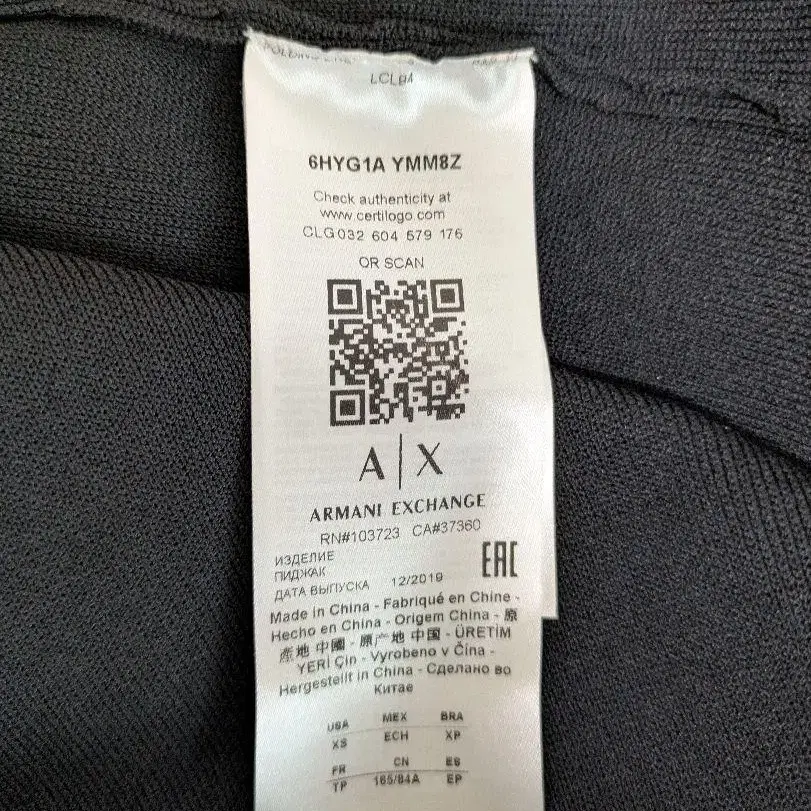 LCLB4
6HYG1A YMM8Z
Check authenticity at
www.certilogo.com
CLG032 604 579 176
OR SCAN
A|X
ARMANI EXCHANGE
RN#103723 CA#37360
ИЗДЕЛИЕ
ПИДЖАК
ДАТА ВЫПУСКА 12/2019
EAC
Made in China - Fabriqué en Chine -
Hecho en China - Origem China - 原
產地 中國 - 原产地 中国 - ÜRETİM
YERİ Çin - Vyrobeno v Čína -
Hergestellt in China - Сделано во
Китае
USA MEX BRA
XS ECH XP
FR CN ES
TP 165/84A EP